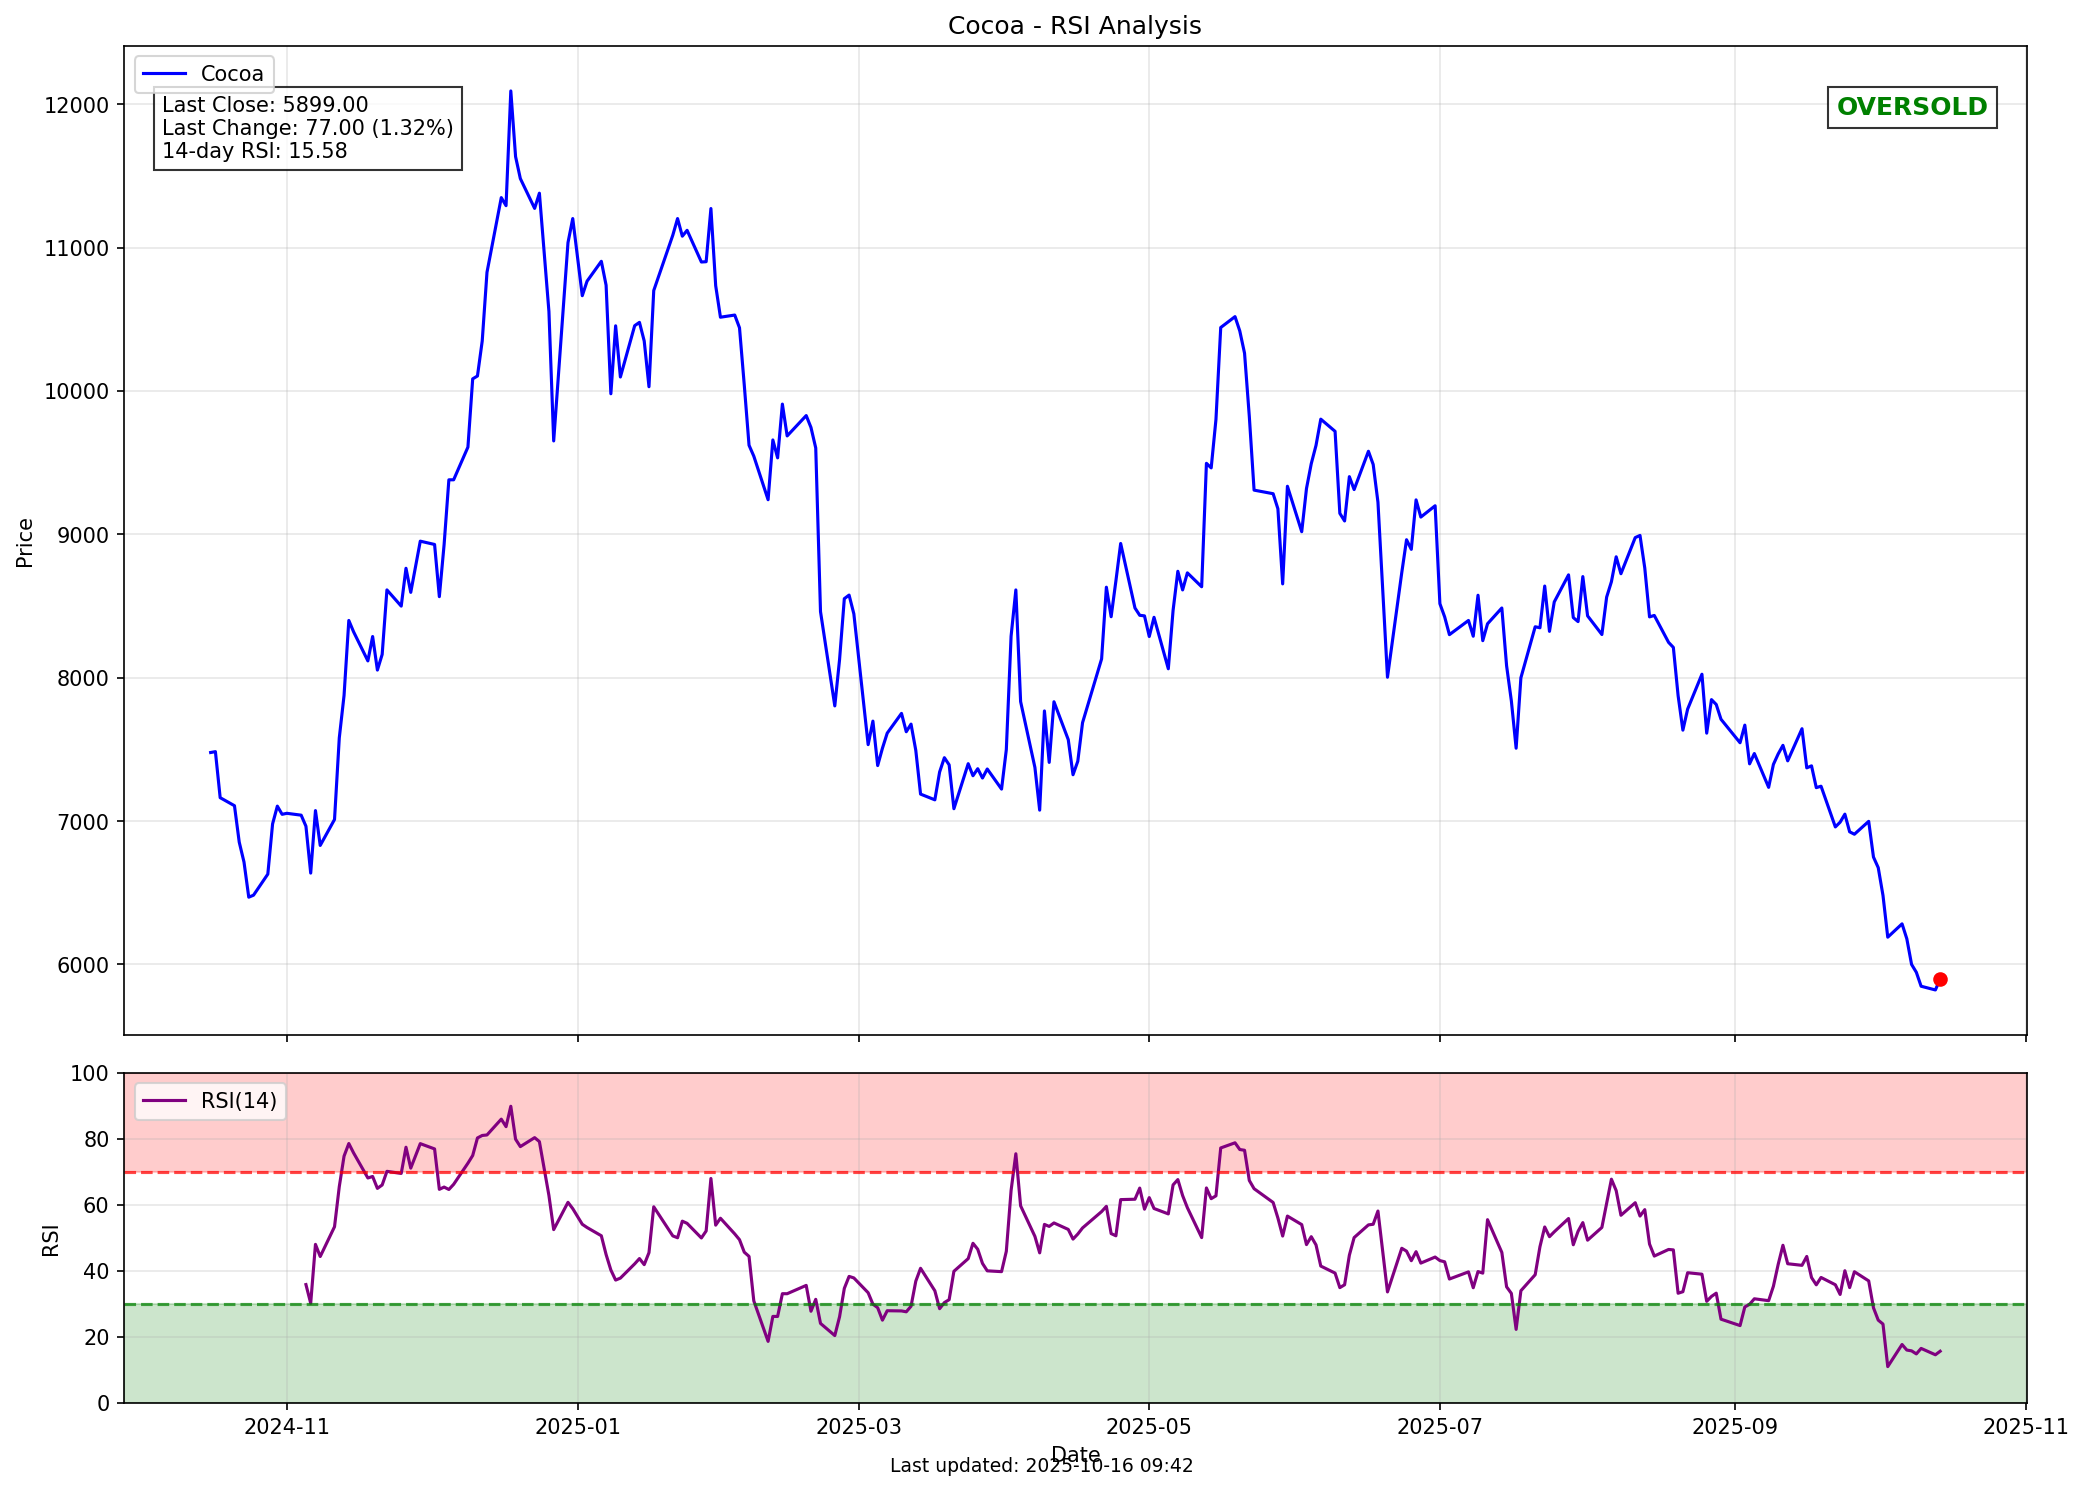 Cocoa - RSI Analysis
Cocoa
Last Close: 5899.00
Last Change: 77.00 (1.32%)
14-day RSI: 15.58
OVERSOLD
12000
11000
10000
9000
8000
7000
6000
Price
RSI(14)
100
80
60
40
20
0
RSI
2024-11
2025-01
2025-03
2025-05
2025-07
2025-09
2025-11
Date
Last updated: 2025-10-16 09:42